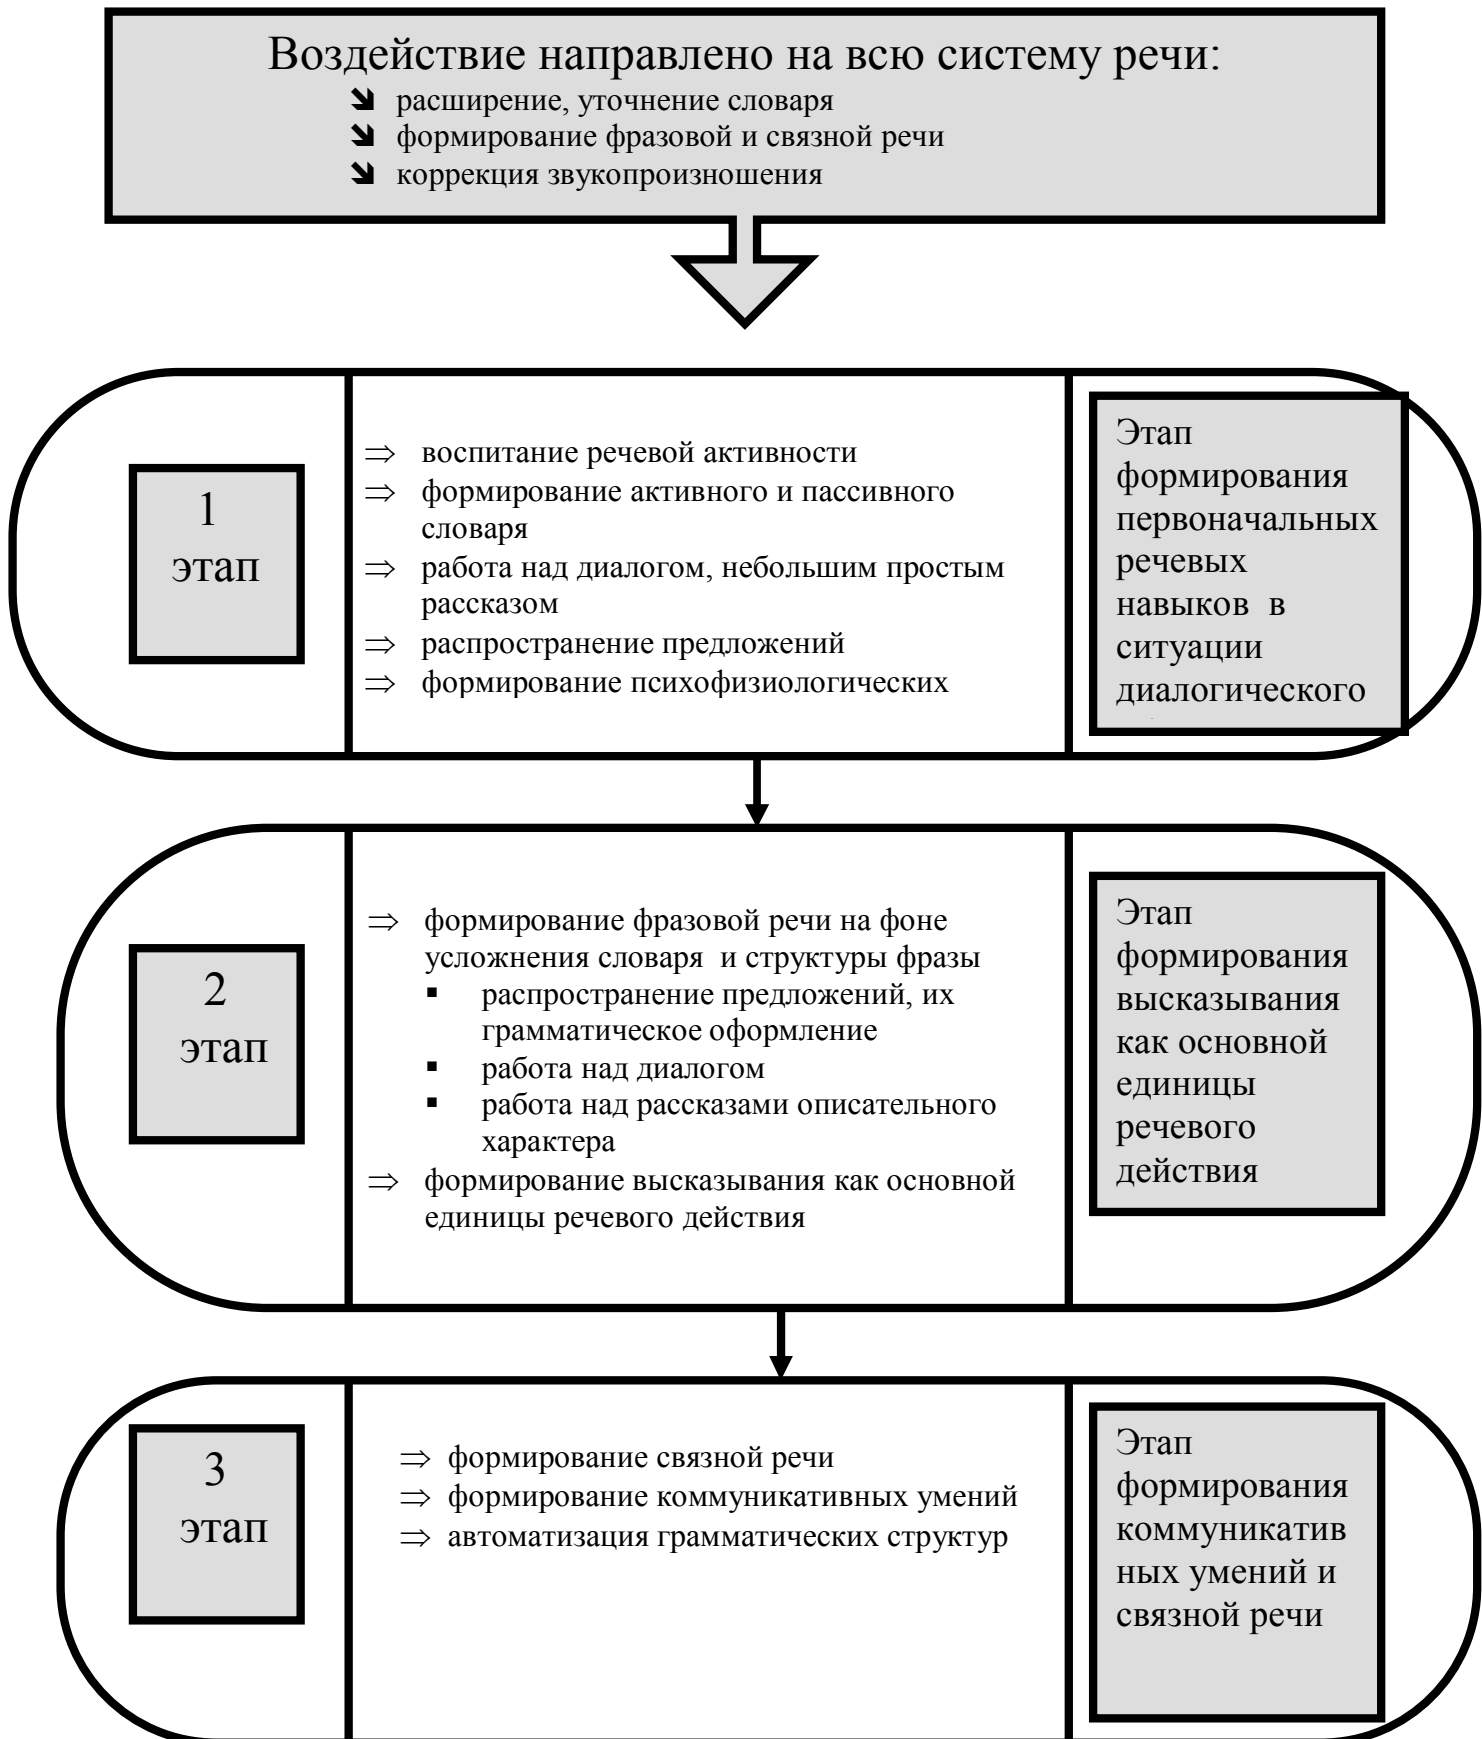 Воздействие направлено на всю систему речи:
расширение, уточнение словаря
формирование фразовой и связной речи
коррекция звукопроизношения
1
этап
⇒ воспитание речевой активности
⇒ формирование активного и пассивного
словаря
⇒ работа над диалогом, небольшим простым
рассказом
⇒ распространение предложений
⇒ формирование психофизиологических
Этап
формирования
первоначальных
речевых
навыков в
ситуации
диалогического
2
этап
⇒ формирование фразовой речи на фоне
усложнения словаря и структуры фразы
▪ распространение предложений, их
грамматическое оформление
▪ работа над диалогом
▪ работа над рассказами описательного
характера
⇒ формирование высказывания как основной
единицы речевого действия
Этап
формирования
высказывания
как основной
единицы
речевого
действия
3
этап
⇒ формирование связной речи
⇒ формирование коммуникативных умений
⇒ автоматизация грамматических структур
Этап
формирования
коммуникатив
ных умений и
связной речи